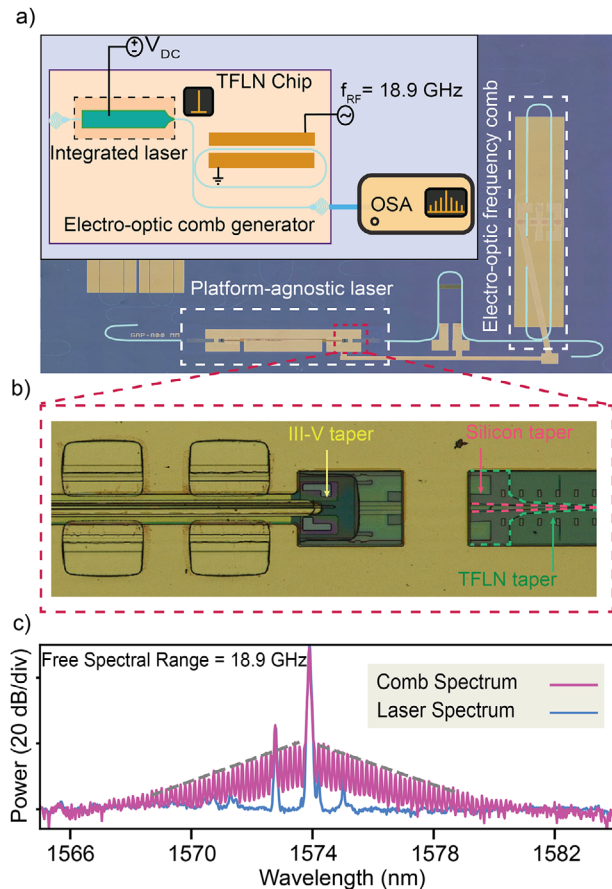 a)
V_DC
TFLN Chip
f_RF= 18.9 GHz
Integrated laser
Electro-optic comb generator
OSA
Electro-optic frequency comb
Platform-agnostic laser
b)
III-V taper
Silicon taper
TFLN taper
c)
Free Spectral Range = 18.9 GHz
Comb Spectrum
Laser Spectrum
Power (20 dB/div)
1566
1570
1574
1578
1582
Wavelength (nm)